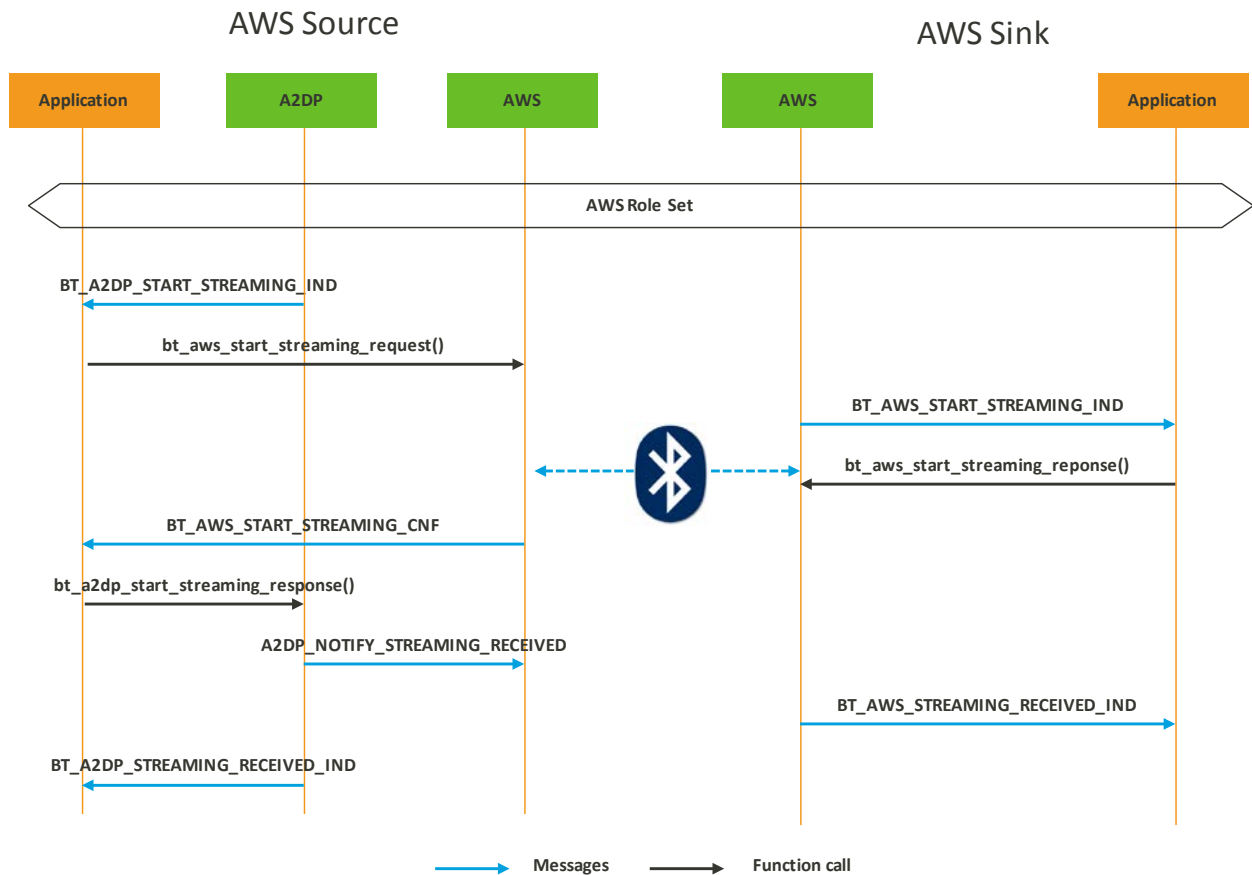 AWS Source
AWS Sink
Application
A2DP
AWS
AWS
Application
AWS Role Set
BT_A2DP_START_STREAMING_IND
bt_aws_start_streaming_request()
BT_AWS_START_STREAMING_IND
bt_aws_start_streaming_reponse()
BT_AWS_START_STREAMING_CNF
bt_a2dp_start_streaming_response()
A2DP_NOTIFY_STREAMING_RECEIVED
BT_AWS_STREAMING_RECEIVED_IND
BT_A2DP_STREAMING_RECEIVED_IND
Messages
Function call